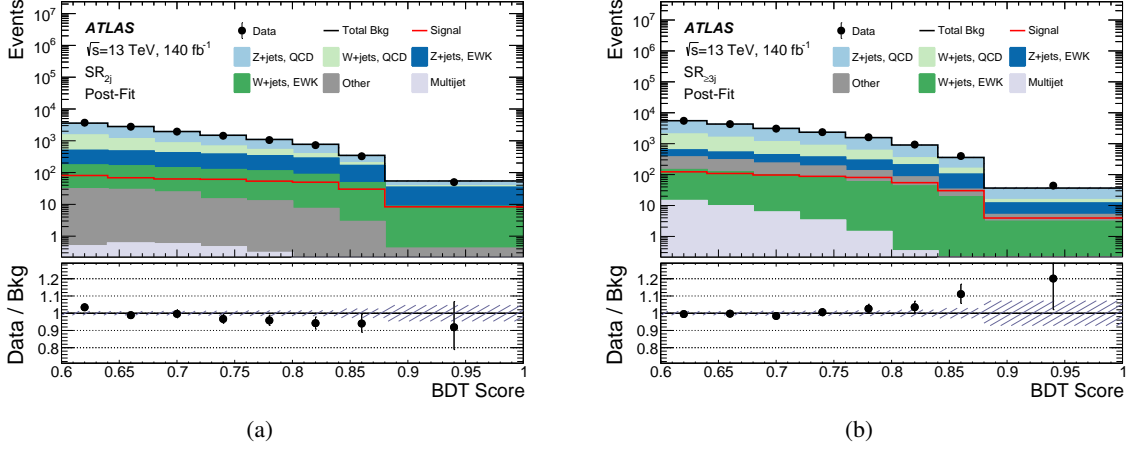 Events
10⁷
10⁶
10⁵
10⁴
10³
10²
10
1
ATLAS
√s=13 TeV, 140 fb⁻¹
SR₂ⱼ
Post-Fit
Data
Total Bkg
Signal
Z+jets, QCD
W+jets, QCD
Z+jets, EWK
W+jets, EWK
Other
Multijet
Data / Bkg
1.2
1.1
1.0
0.9
0.8
0.6 0.65 0.7 0.75 0.8 0.85 0.9 0.95 1
BDT Score
(a)
Events
10⁷
10⁶
10⁵
10⁴
10³
10²
10
1
ATLAS
√s=13 TeV, 140 fb⁻¹
SR≥₃ⱼ
Post-Fit
Data
Total Bkg
Signal
Z+jets, QCD
W+jets, QCD
Z+jets, EWK
Other
W+jets, EWK
Multijet
Data / Bkg
1.2
1.1
1.0
0.9
0.8
0.6 0.65 0.7 0.75 0.8 0.85 0.9 0.95 1
BDT Score
(b)